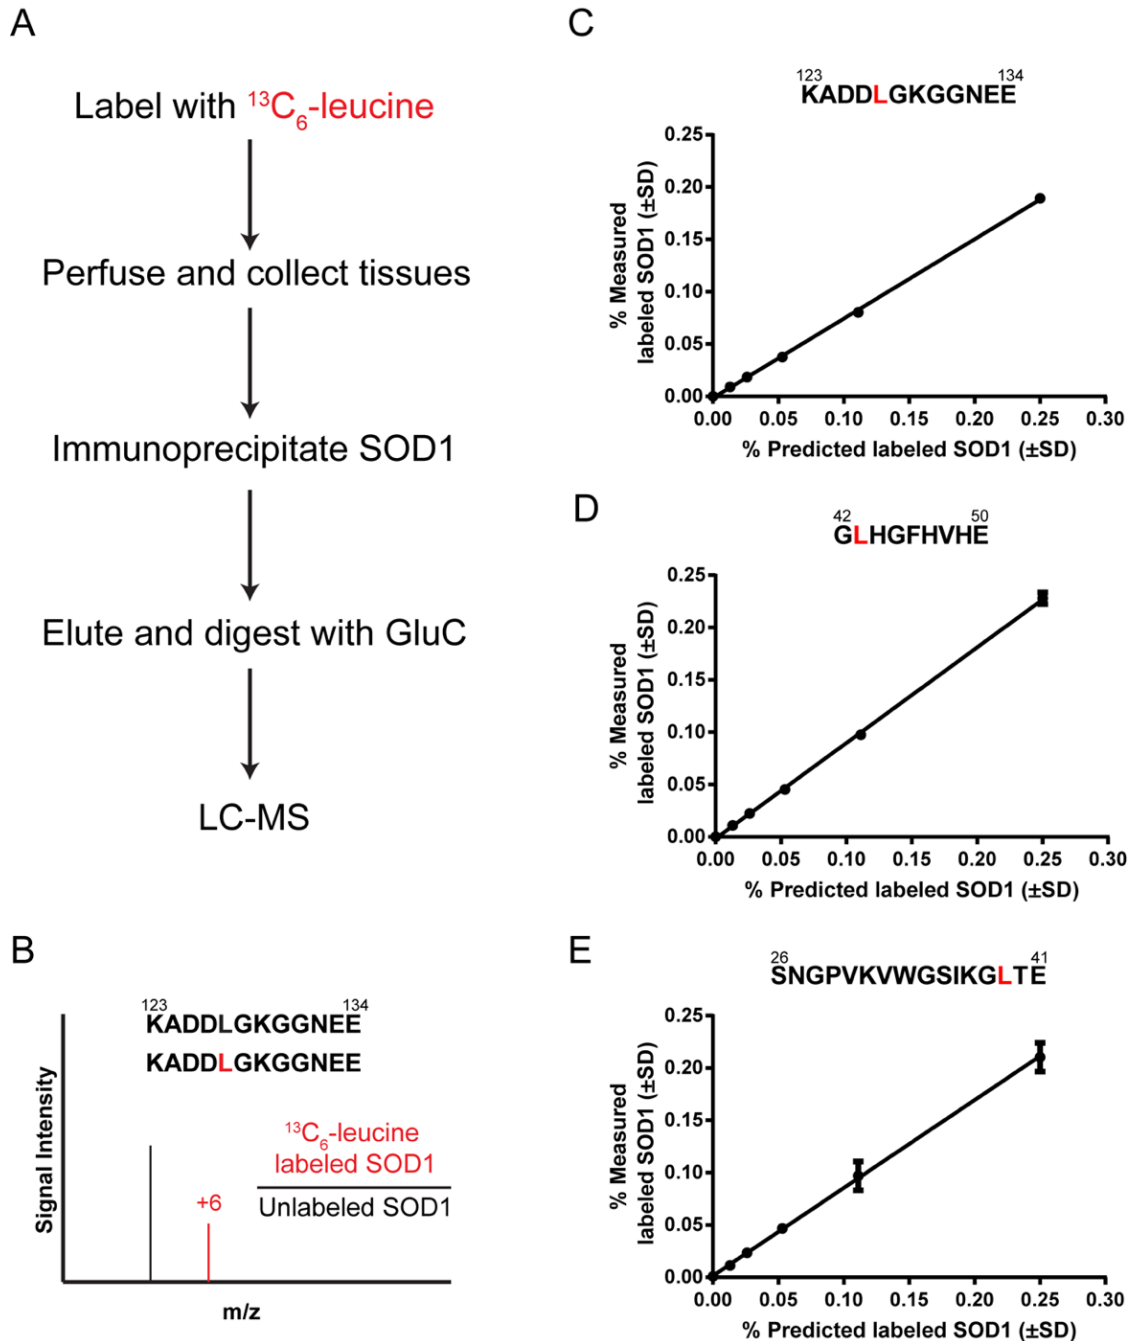 A
Label with ¹³C₆-leucine
Perfuse and collect tissues
Immunoprecipitate SOD1
Elute and digest with GluC
LC-MS
B
123 134
KADDLGKGGNEE
KADDLGKGGNEE
Signal Intensity
+6
¹³C₆-leucine
labeled SOD1
Unlabeled SOD1
m/z
C
123 134
KADDLGKGGNEE
% Measured
labeled SOD1 (±SD)
0.25
0.20
0.15
0.10
0.05
0.00
0.00 0.05 0.10 0.15 0.20 0.25 0.30
% Predicted labeled SOD1 (±SD)
D
42 50
GLHGFHVHE
% Measured
labeled SOD1 (±SD)
0.25
0.20
0.15
0.10
0.05
0.00
0.00 0.05 0.10 0.15 0.20 0.25 0.30
% Predicted labeled SOD1 (±SD)
E
26 41
SNGPVKVWGSIKGLTE
% Measured
labeled SOD1 (±SD)
0.25
0.20
0.15
0.10
0.05
0.00
0.00 0.05 0.10 0.15 0.20 0.25 0.30
% Predicted labeled SOD1 (±SD)